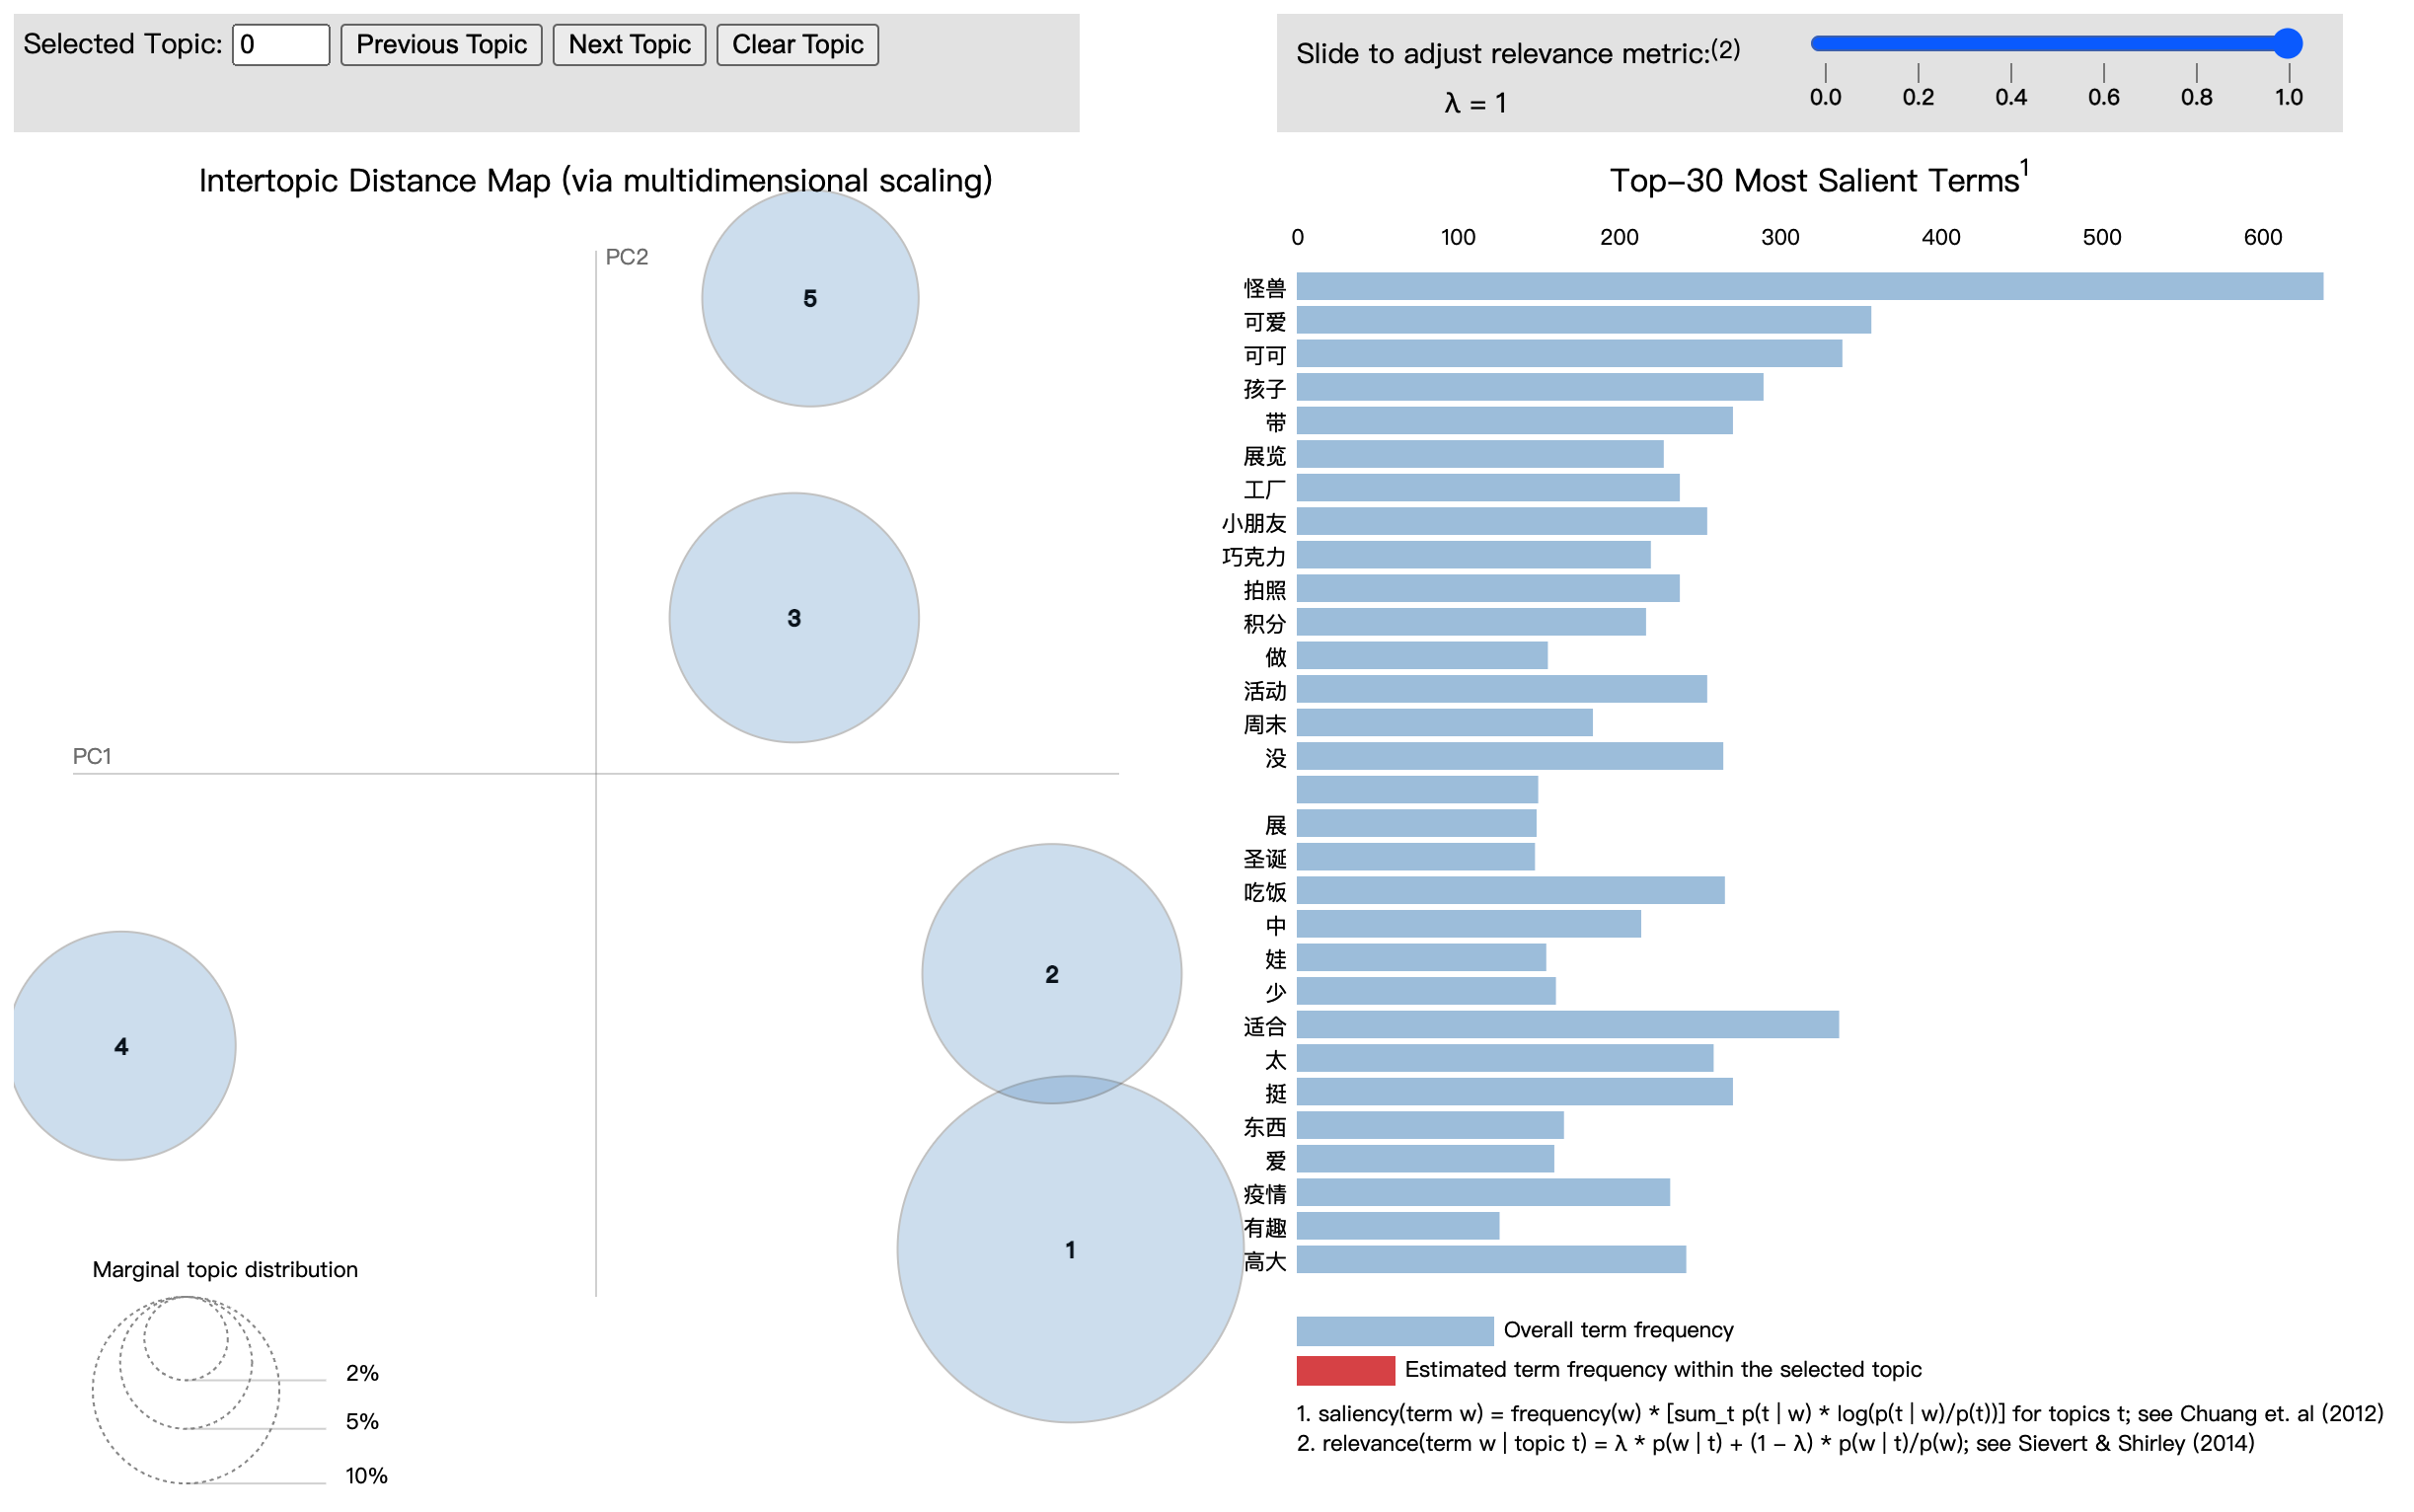 Selected Topic: 0 Previous Topic Next Topic Clear Topic
Slide to adjust relevance metric:(2)
λ = 1
0.0 0.2 0.4 0.6 0.8 1.0
Intertopic Distance Map (via multidimensional scaling)
PC2
PC1
5
3
2
4
1
Marginal topic distribution
2%
5%
10%
Top-30 Most Salient Terms1
0 100 200 300 400 500 600
怪兽
可爱
可可
孩子
带
展览
工厂
小朋友
巧克力
拍照
积分
做
活动
周末
没
展
圣诞
吃饭
中
娃
少
适合
太
挺
东西
爱
疫情
有趣
高大
Overall term frequency
Estimated term frequency within the selected topic
1. saliency(term w) = frequency(w) * [sum_t p(t | w) * log(p(t | w)/p(t))] for topics t; see Chuang et. al (2012)
2. relevance(term w | topic t) = λ * p(w | t) + (1 - λ) * p(w | t)/p(w); see Sievert & Shirley (2014)